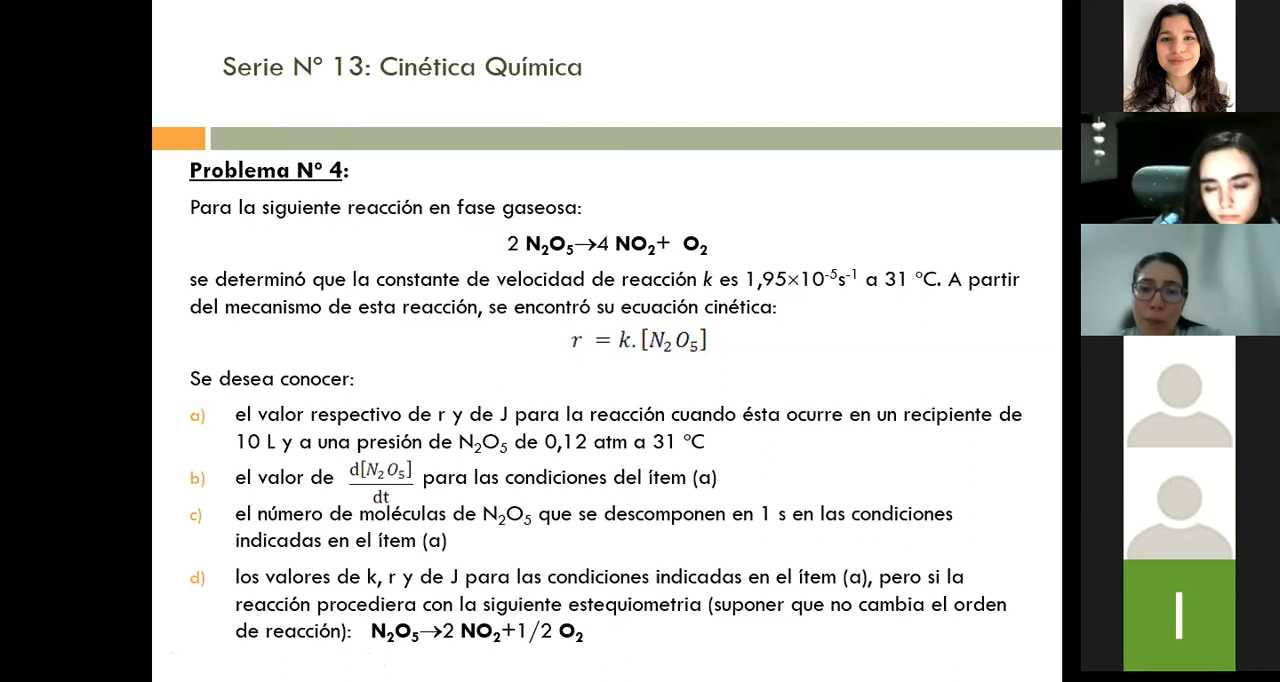 Serie Nº 13: Cinética Química
Problema Nº 4:
Para la siguiente reacción en fase gaseosa:
2 N₂O₅→4 NO₂+ O₂
se determinó que la constante de velocidad de reacción k es 1,95×10⁻⁵s⁻¹ a 31 ºC. A partir
del mecanismo de esta reacción, se encontró su ecuación cinética:
r = k. [N₂O₅]
Se desea conocer:
a) el valor respectivo de r y de J para la reacción cuando ésta ocurre en un recipiente de
10 L y a una presión de N₂O₅ de 0,12 atm a 31 ºC
b) el valor de d[N₂O₅]/dt para las condiciones del ítem (a)
c) el número de moléculas de N₂O₅ que se descomponen en 1 s en las condiciones
indicadas en el ítem (a)
d) los valores de k, r y de J para las condiciones indicadas en el ítem (a), pero si la
reacción procediera con la siguiente estequiometria (suponer que no cambia el orden
de reacción): N₂O₅→2 NO₂+1/2 O₂
I